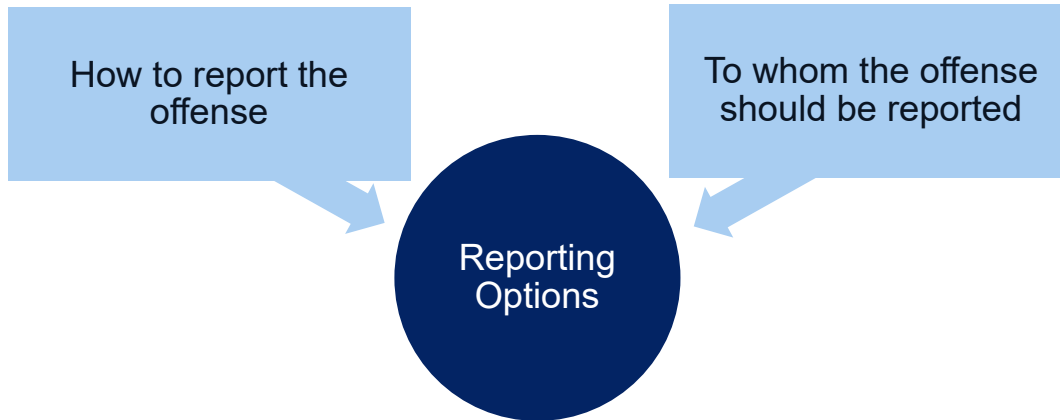 How to report the
offense
To whom the offense
should be reported
Reporting
Options